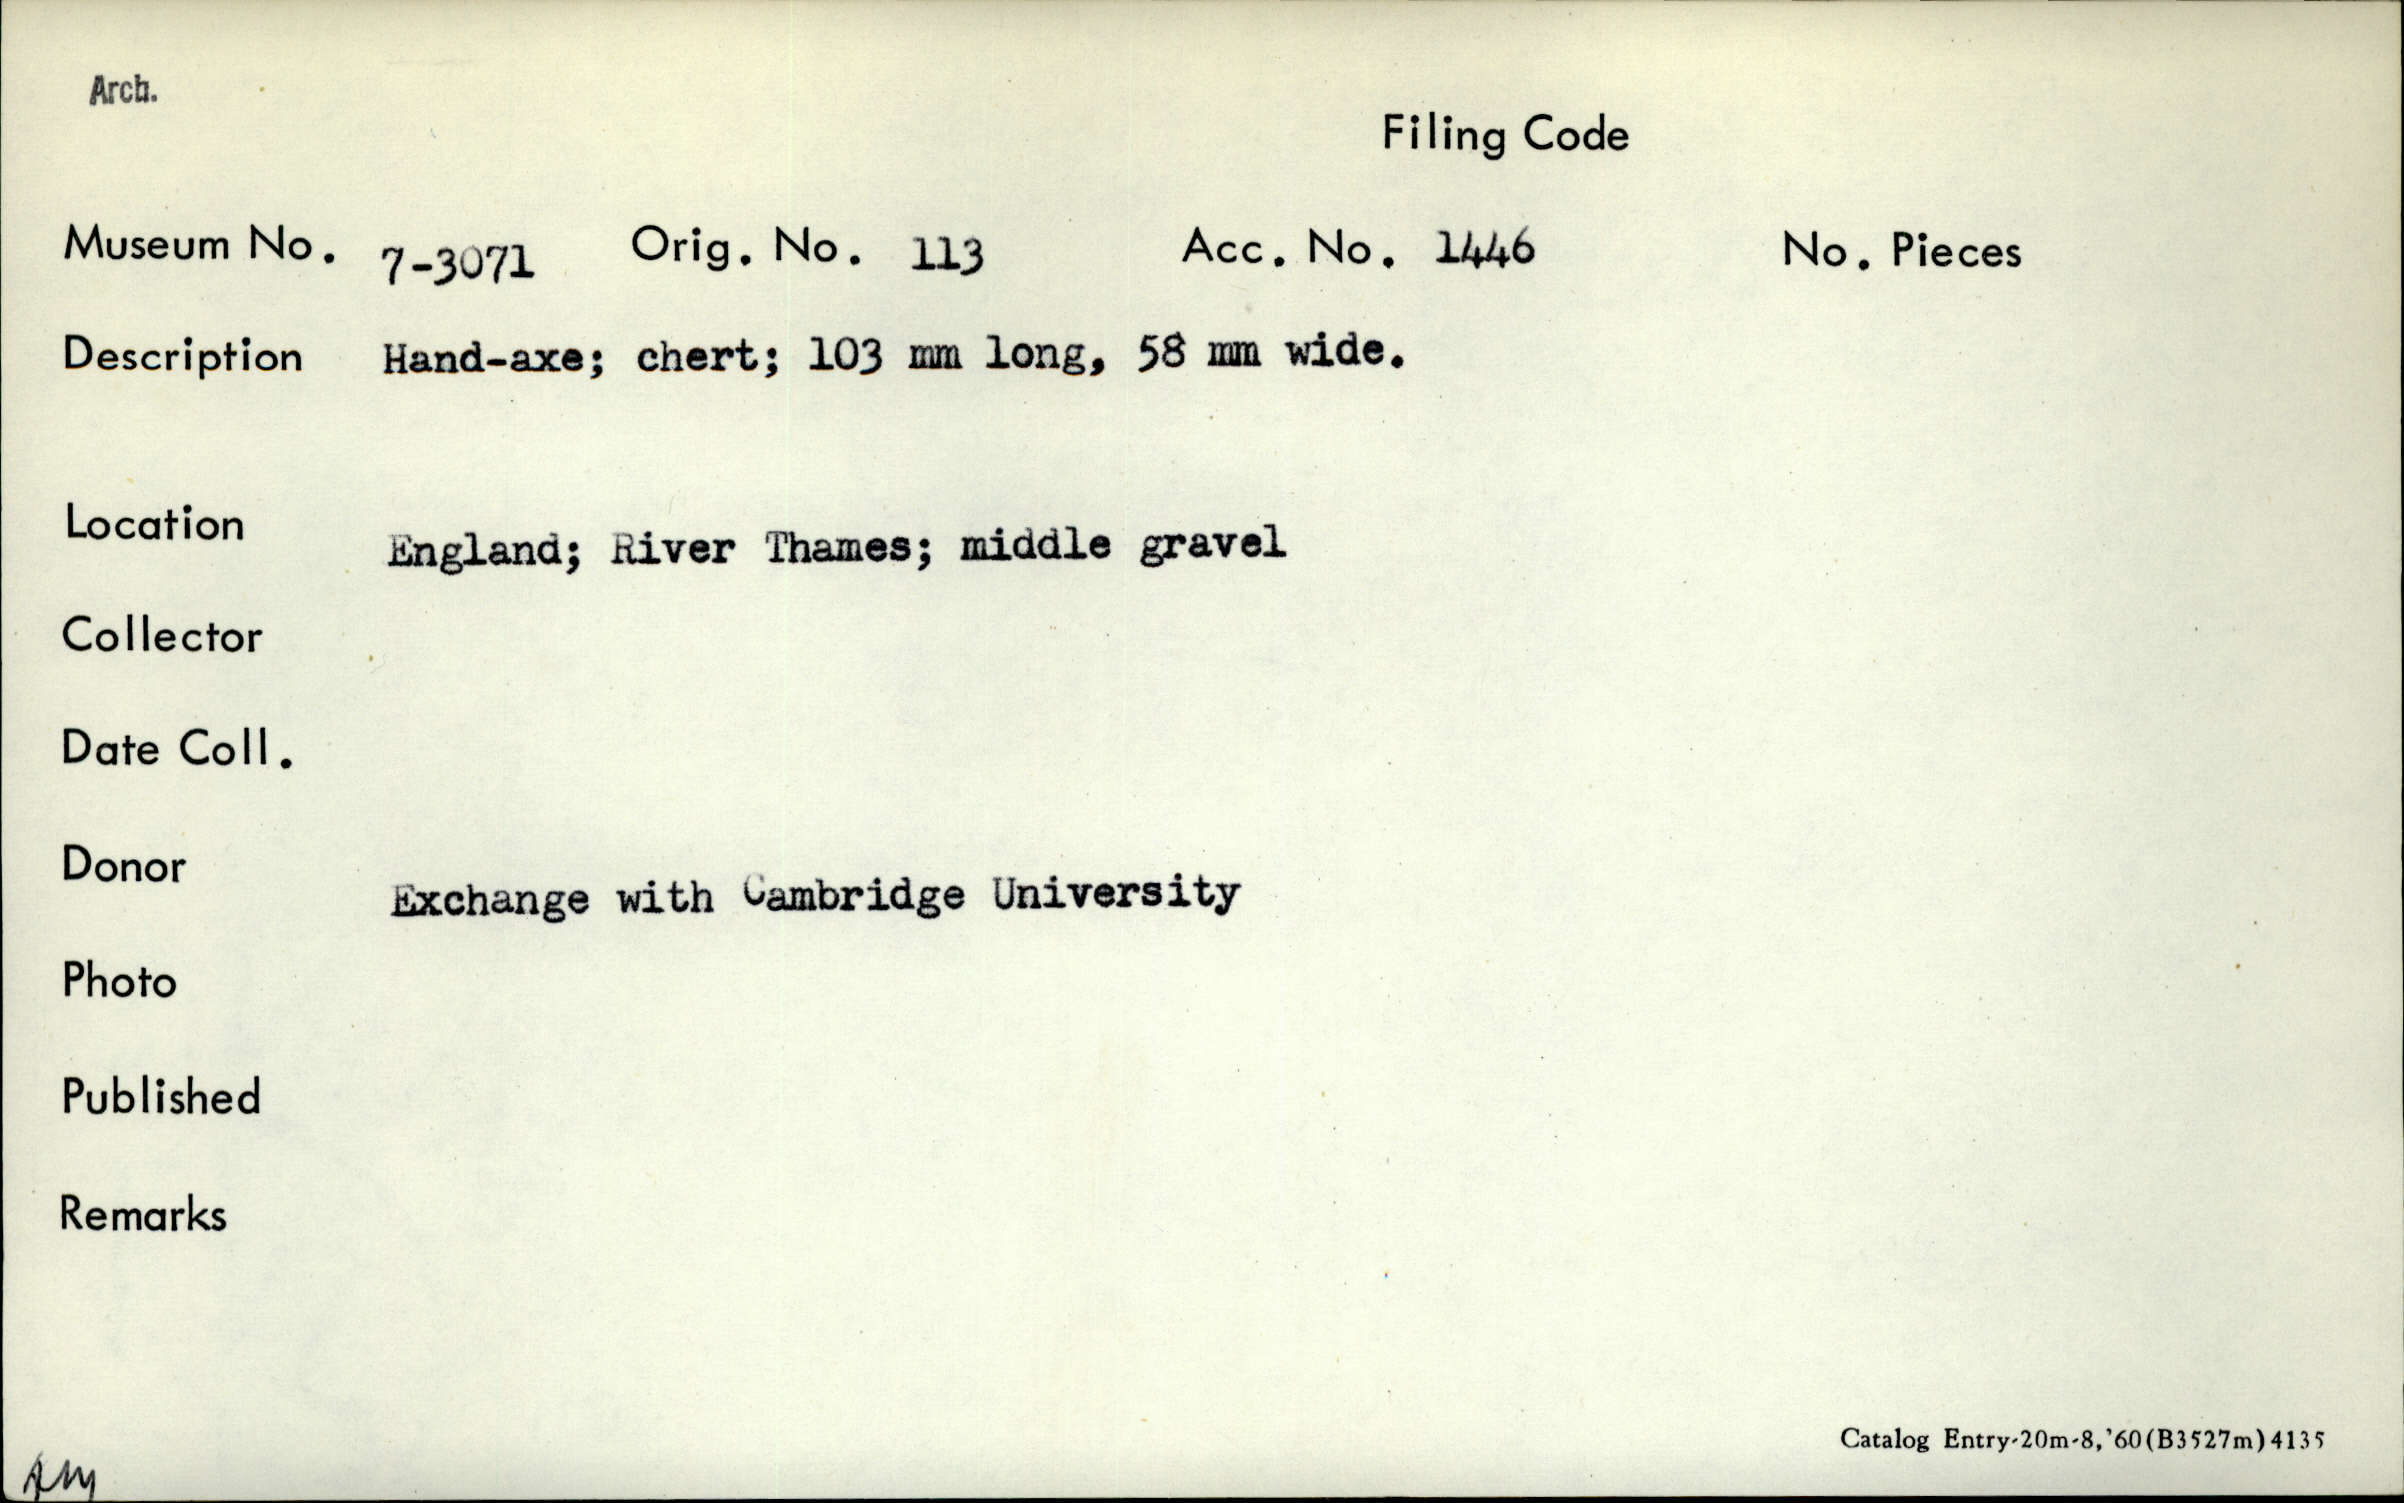 Arch.
Filing Code
Museum No. 7-3071 Orig. No. 113 Acc. No. 1446 No. Pieces
Description Hand-axe; chert; 103 mm long, 58 mm wide.
Location England; River Thames; middle gravel
Collector
Date Coll.
Donor Exchange with Cambridge University
Photo
Published
Remarks
Catalog Entry-20m-8,'60(B3527m)4135